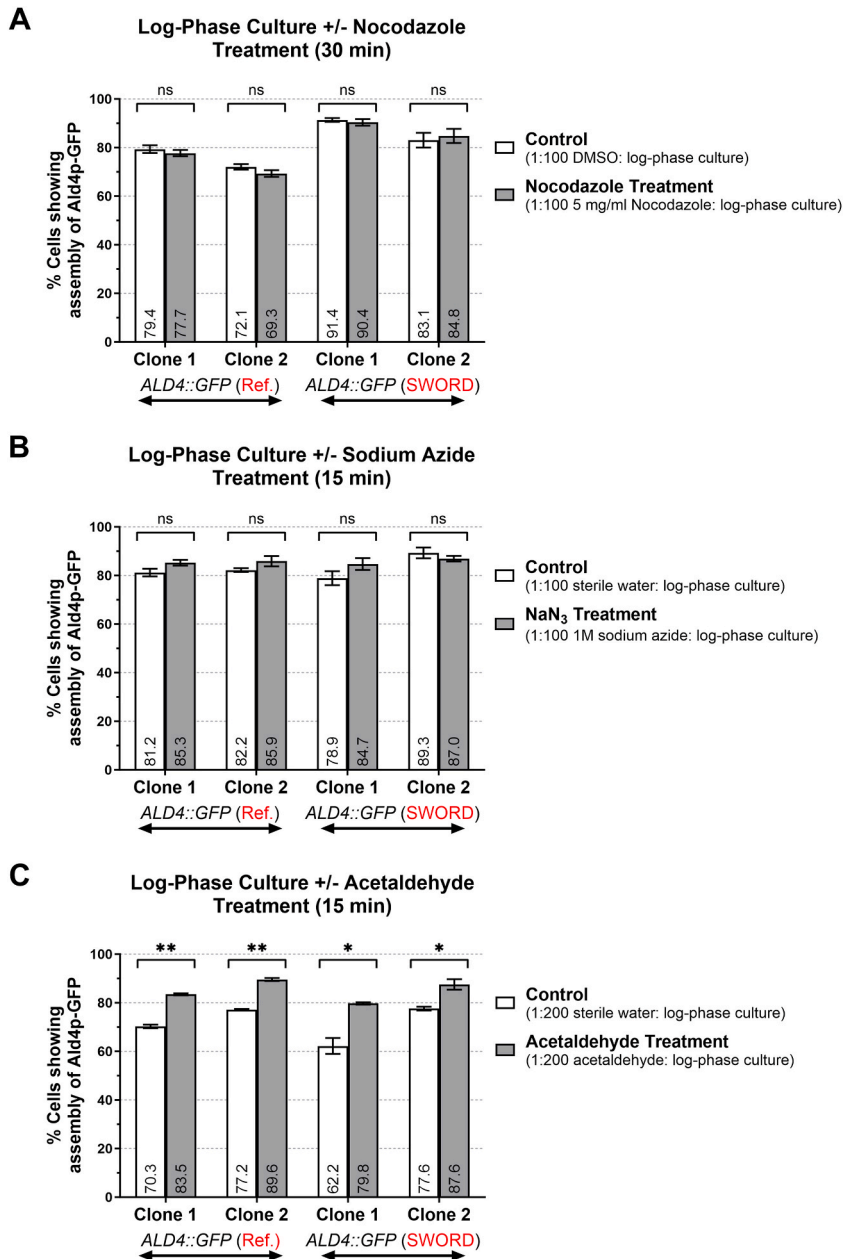 A
Log-Phase Culture +/- Nocodazole
Treatment (30 min)
% Cells showing
assembly of Ald4p-GFP
100
80
60
40
20
0
ns
ns
ns
ns
79.4
77.7
72.1
69.3
91.4
90.4
83.1
84.8
Clone 1
Clone 2
Clone 1
Clone 2
ALD4::GFP (Ref.)
ALD4::GFP (SWORD)
Control
(1:100 DMSO: log-phase culture)
Nocodazole Treatment
(1:100 5 mg/ml Nocodazole: log-phase culture)
B
Log-Phase Culture +/- Sodium Azide
Treatment (15 min)
% Cells showing
assembly of Ald4p-GFP
100
80
60
40
20
0
ns
ns
ns
ns
81.2
85.3
82.2
85.9
78.9
84.7
89.3
87.0
Clone 1
Clone 2
Clone 1
Clone 2
ALD4::GFP (Ref.)
ALD4::GFP (SWORD)
Control
(1:100 sterile water: log-phase culture)
NaN₃ Treatment
(1:100 1M sodium azide: log-phase culture)
C
Log-Phase Culture +/- Acetaldehyde
Treatment (15 min)
% Cells showing
assembly of Ald4p-GFP
100
80
60
40
20
0
**
**
*
*
70.3
83.5
77.2
89.6
62.2
79.8
77.6
87.6
Clone 1
Clone 2
Clone 1
Clone 2
ALD4::GFP (Ref.)
ALD4::GFP (SWORD)
Control
(1:200 sterile water: log-phase culture)
Acetaldehyde Treatment
(1:200 acetaldehyde: log-phase culture)